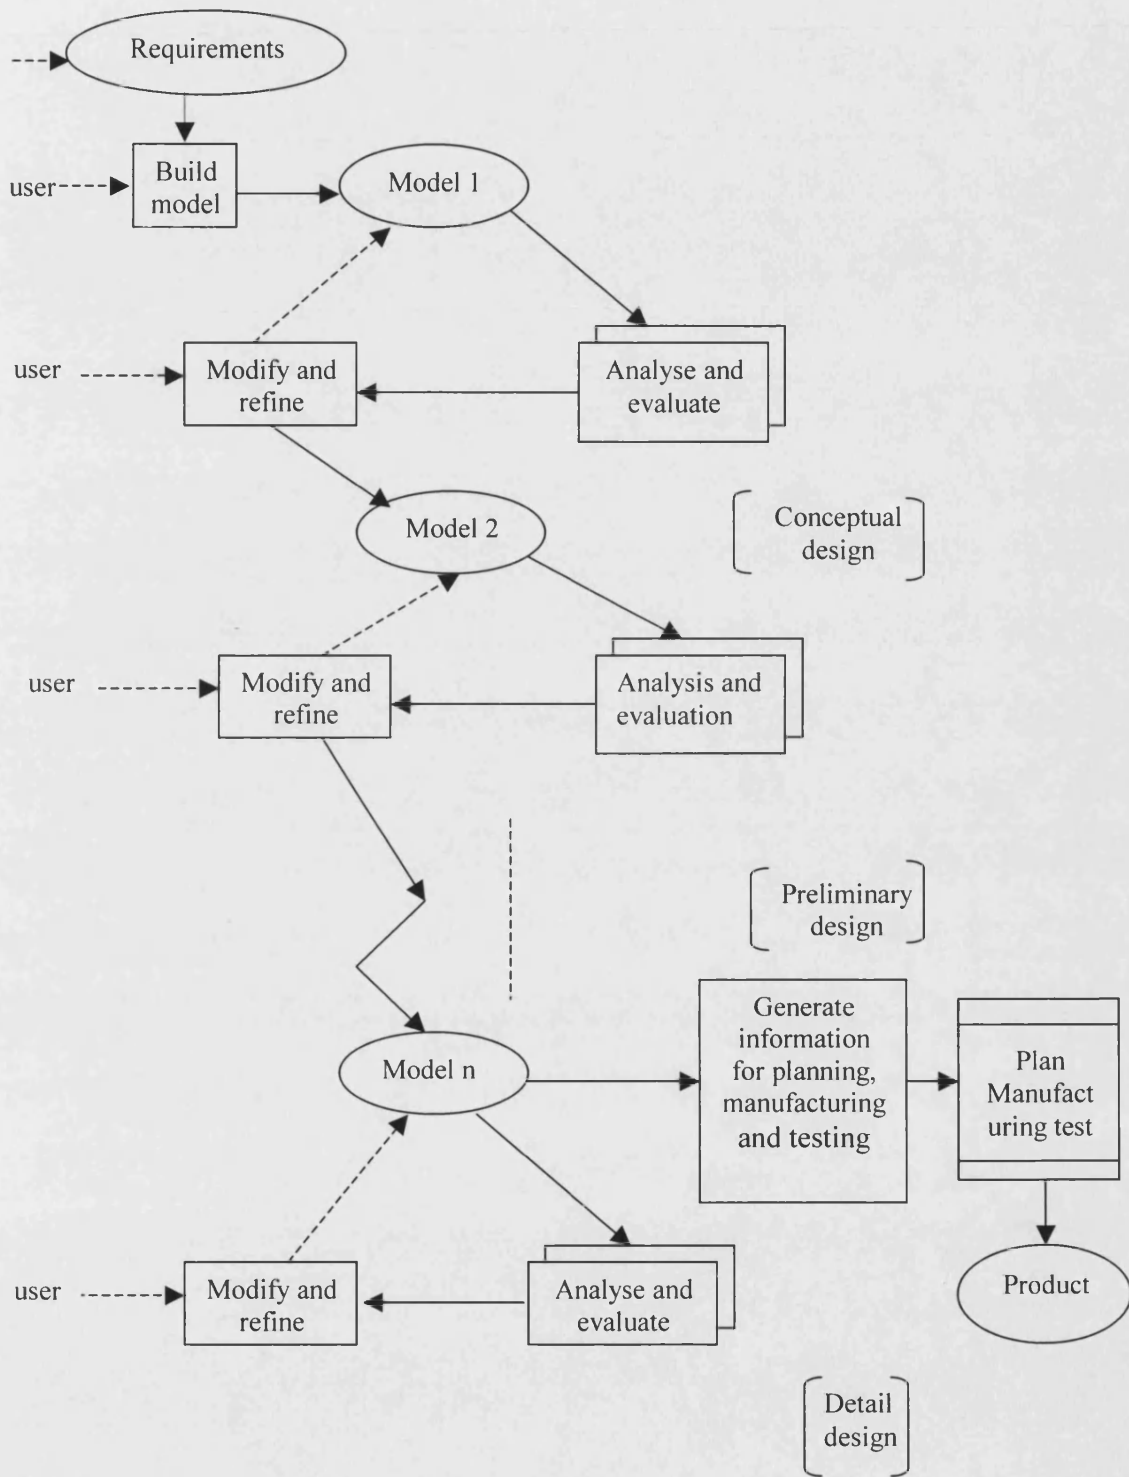 Requirements
user
Build
model
Model 1
user
Modify and
refine
Analyse and
evaluate
Model 2
Conceptual
design
user
Modify and
refine
Analysis and
evaluation
Preliminary
design
Generate
information
for planning,
manufacturing
and testing
Plan
Manufact
uring test
Model n
user
Modify and
refine
Analyse and
evaluate
Product
Detail
design